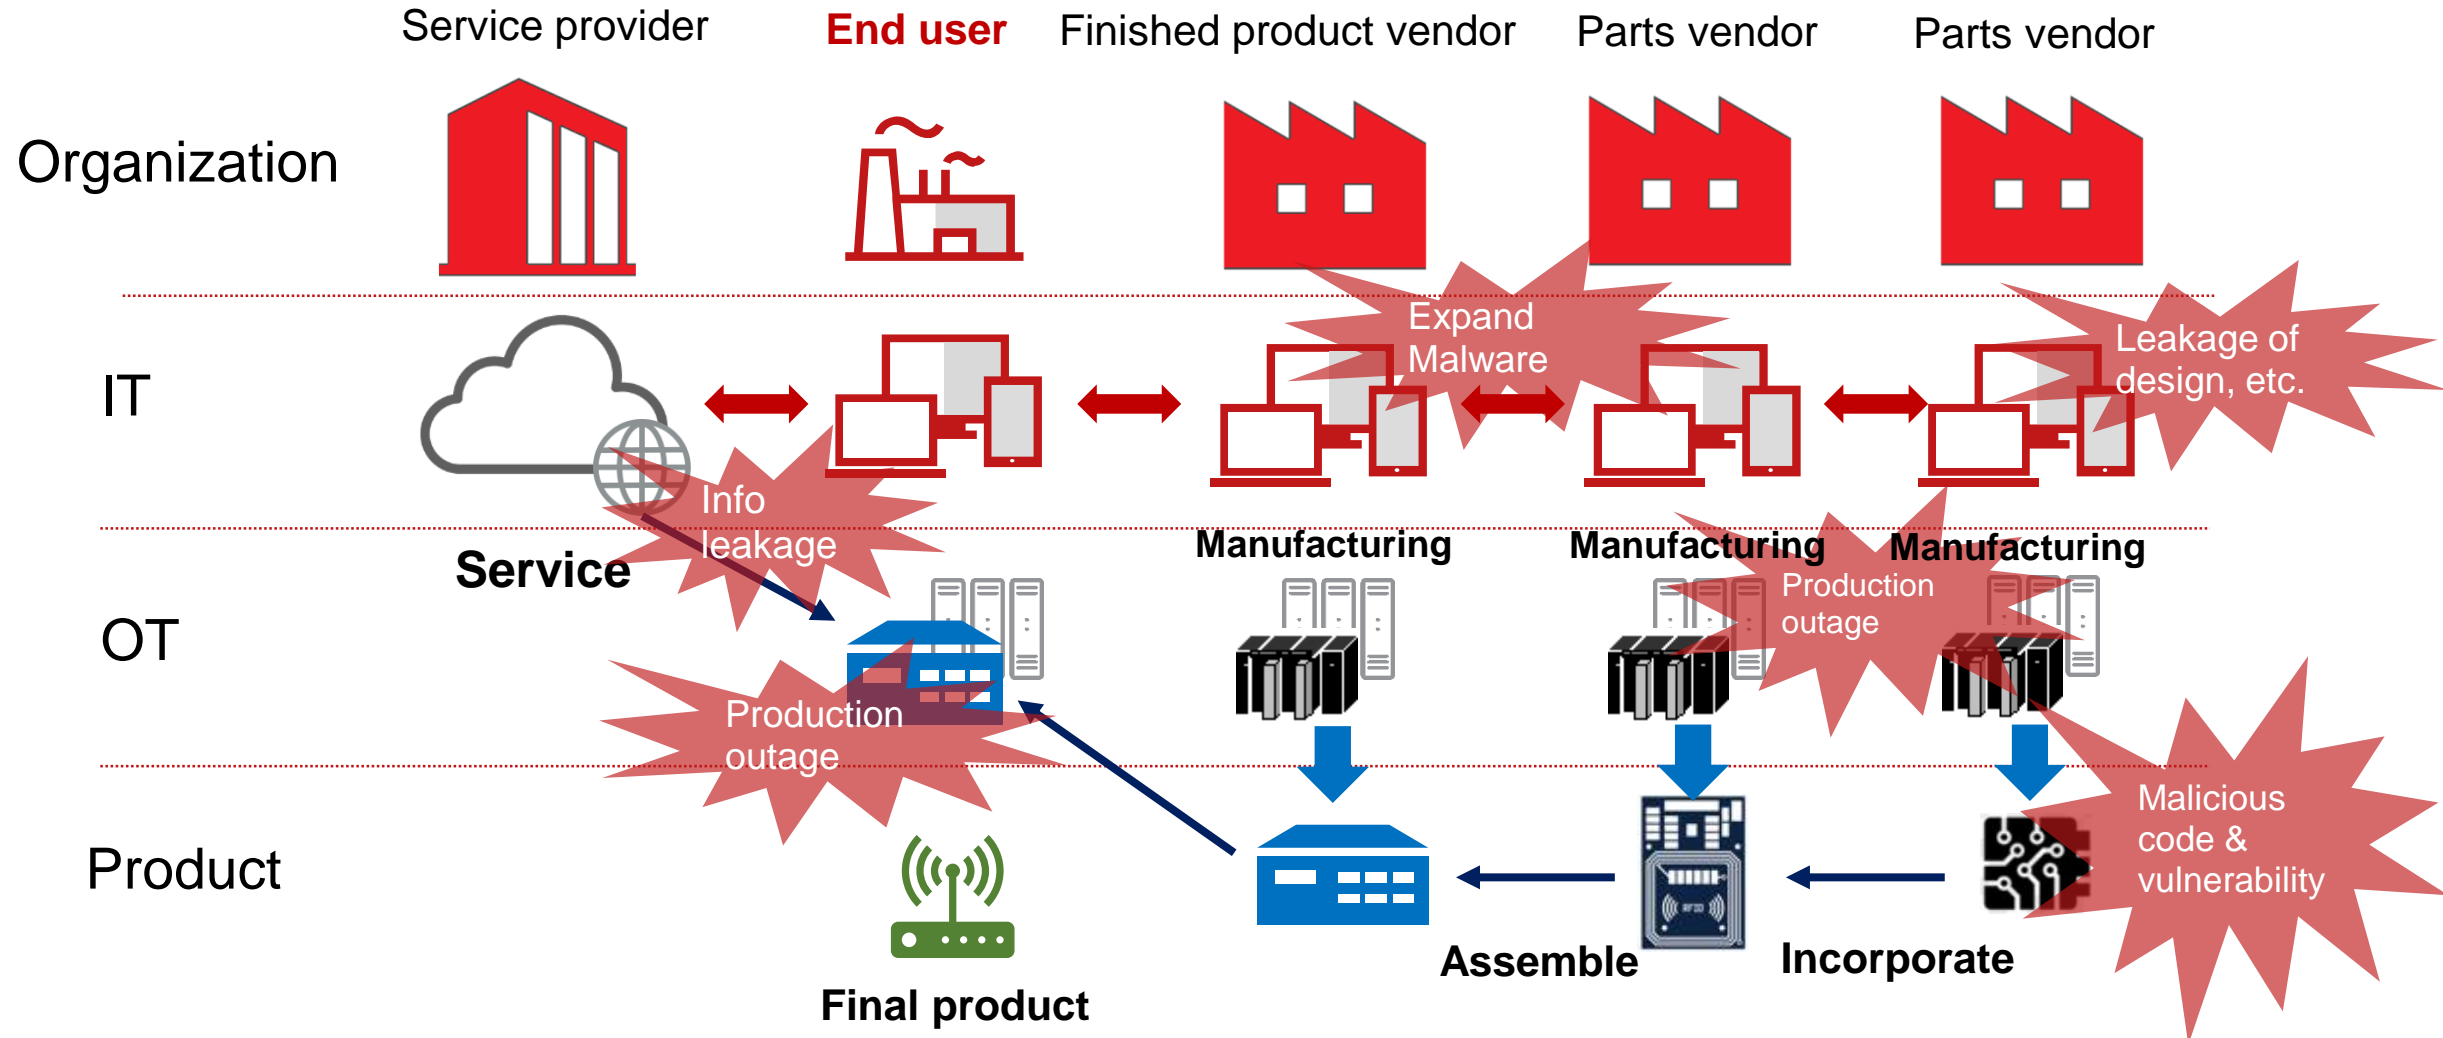 Service provider
End user
Finished product vendor
Parts vendor
Parts vendor
Organization
IT
Expand
Malware
Leakage of
design, etc.
Info
leakage
Service
Manufacturing
Manufacturing
Manufacturing
OT
Production
outage
Production
outage
Product
Malicious
code &
vulnerability
RFID
Assemble
Incorporate
Final product